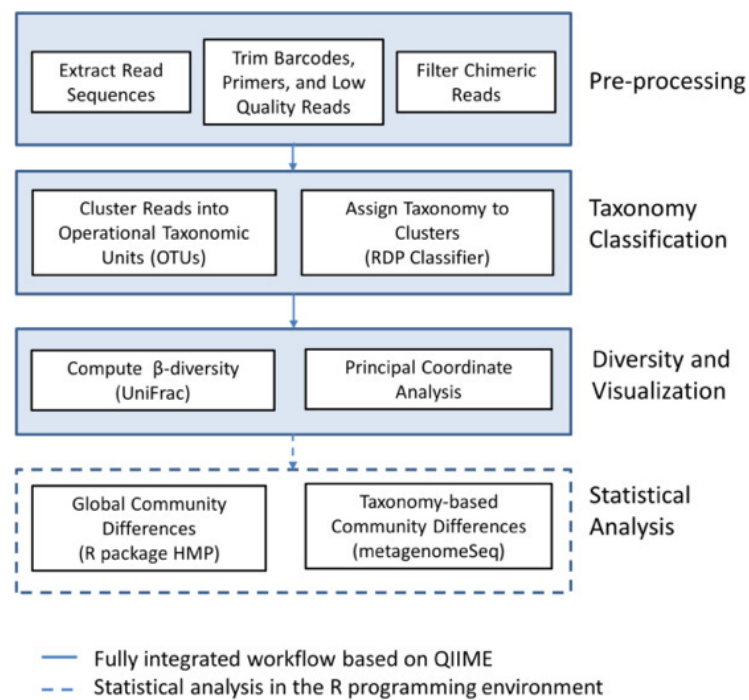 Extract Read
Sequences
Trim Barcodes,
Primers, and Low
Quality Reads
Filter Chimeric
Reads
Pre-processing
Cluster Reads into
Operational Taxonomic
Units (OTUs)
Assign Taxonomy to
Clusters
(RDP Classifier)
Taxonomy
Classification
Compute β-diversity
(UniFrac)
Principal Coordinate
Analysis
Diversity and
Visualization
Global Community
Differences
(R package HMP)
Taxonomy-based
Community Differences
(metagenomeSeq)
Statistical
Analysis
Fully integrated workflow based on QIIME
Statistical analysis in the R programming environment